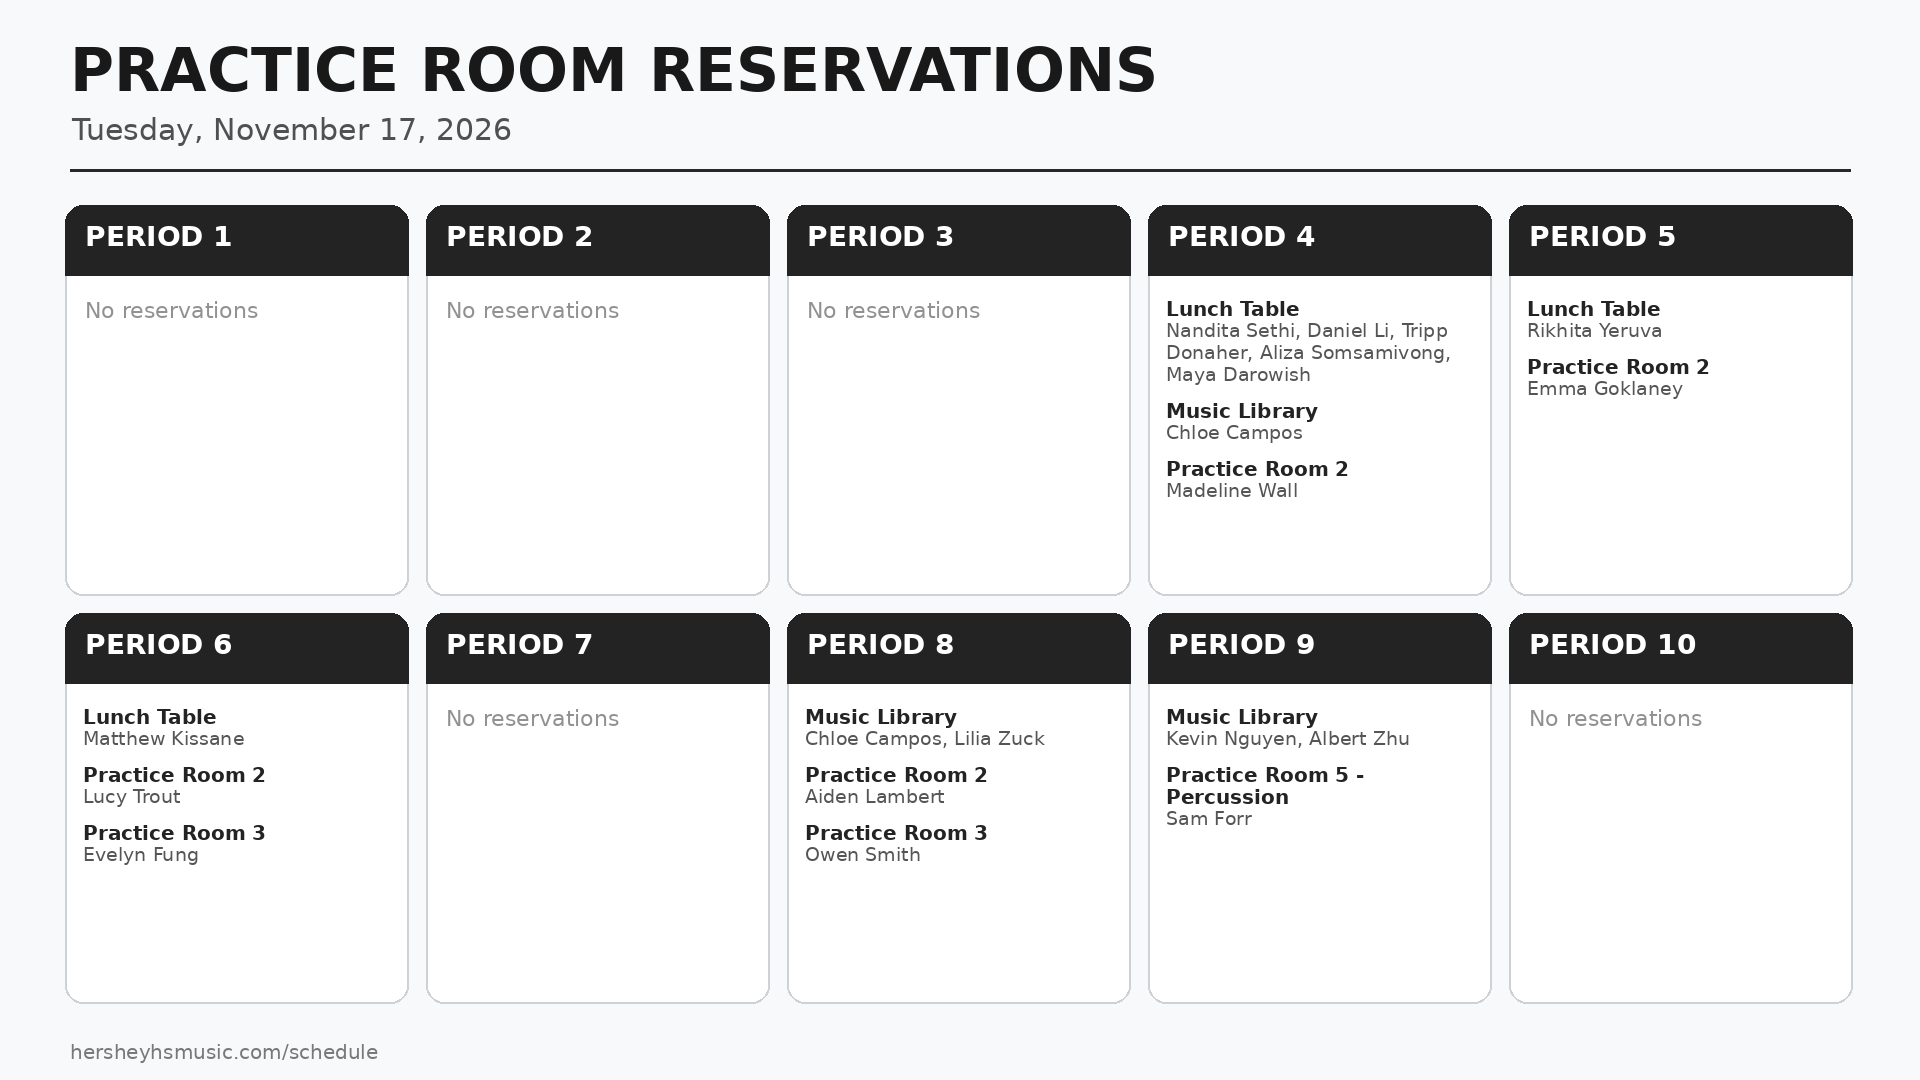 PRACTICE ROOM RESERVATIONS
Tuesday, November 17, 2026
PERIOD 1
No reservations
PERIOD 2
No reservations
PERIOD 3
No reservations
PERIOD 4
Lunch Table
Nandita Sethi, Daniel Li, Tripp
Donaher, Aliza Somsamivong,
Maya Darowish
Music Library
Chloe Campos
Practice Room 2
Madeline Wall
PERIOD 5
Lunch Table
Rikhita Yeruva
Practice Room 2
Emma Goklaney
PERIOD 6
Lunch Table
Matthew Kissane
Practice Room 2
Lucy Trout
Practice Room 3
Evelyn Fung
PERIOD 7
No reservations
PERIOD 8
Music Library
Chloe Campos, Lilia Zuck
Practice Room 2
Aiden Lambert
Practice Room 3
Owen Smith
PERIOD 9
Music Library
Kevin Nguyen, Albert Zhu
Practice Room 5 -
Percussion
Sam Forr
PERIOD 10
No reservations
hersheyhsmusic.com/schedule